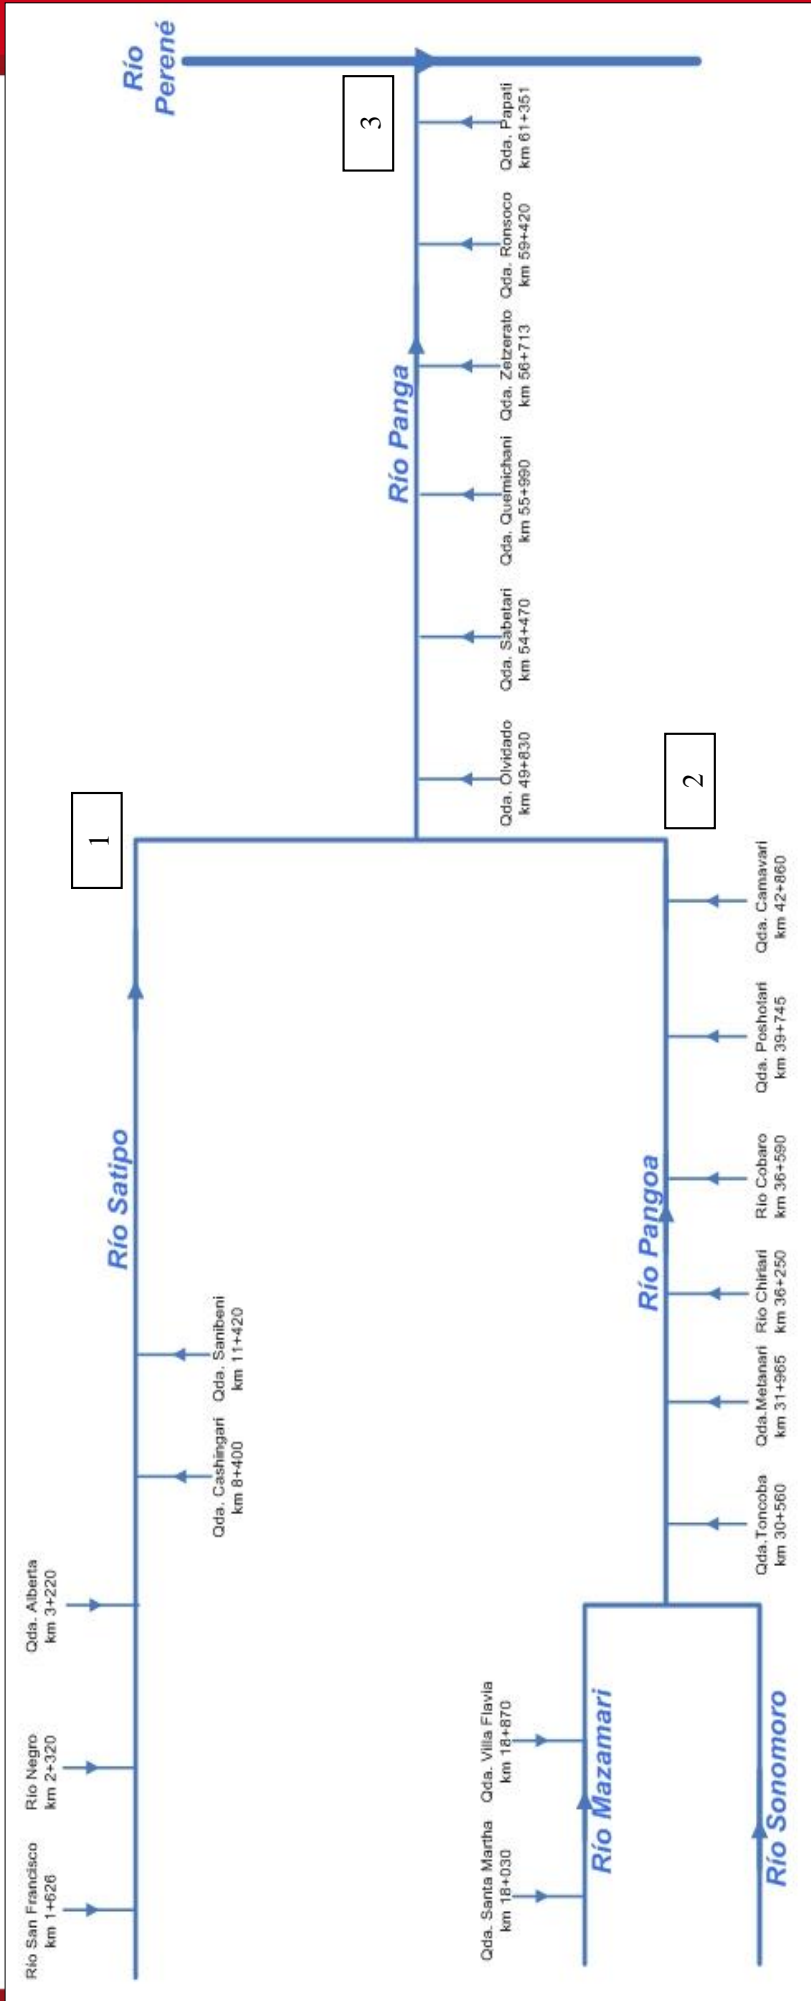 Río
Perené
3
Qda. Papati
km 61+351
Qda. Ronsoco
km 59+420
Qda. Zetzerato
km 56+713
Qda. Quemichani
km 55+990
Qda. Sabetari
km 54+470
Qda. Olvidado
km 49+830
Río Panga
1
2
Río Satipo
Río San Francisco
km 1+626
Río Negro
km 2+320
Qda. Alberta
km 3+220
Qda. Cashingari
km 8+400
Qda. Sanibeni
km 11+420
Río Pangoa
Qda.Toncoba
km 30+560
Qda.Metanari
km 31+965
Río Chiriari
km 36+250
Río Cobaro
km 36+590
Qda. Poshotari
km 39+745
Qda. Camavari
km 42+860
Qda. Santa Martha
km 18+030
Qda. Villa Flavia
km 18+870
Río Mazamari
Río Sonomoro